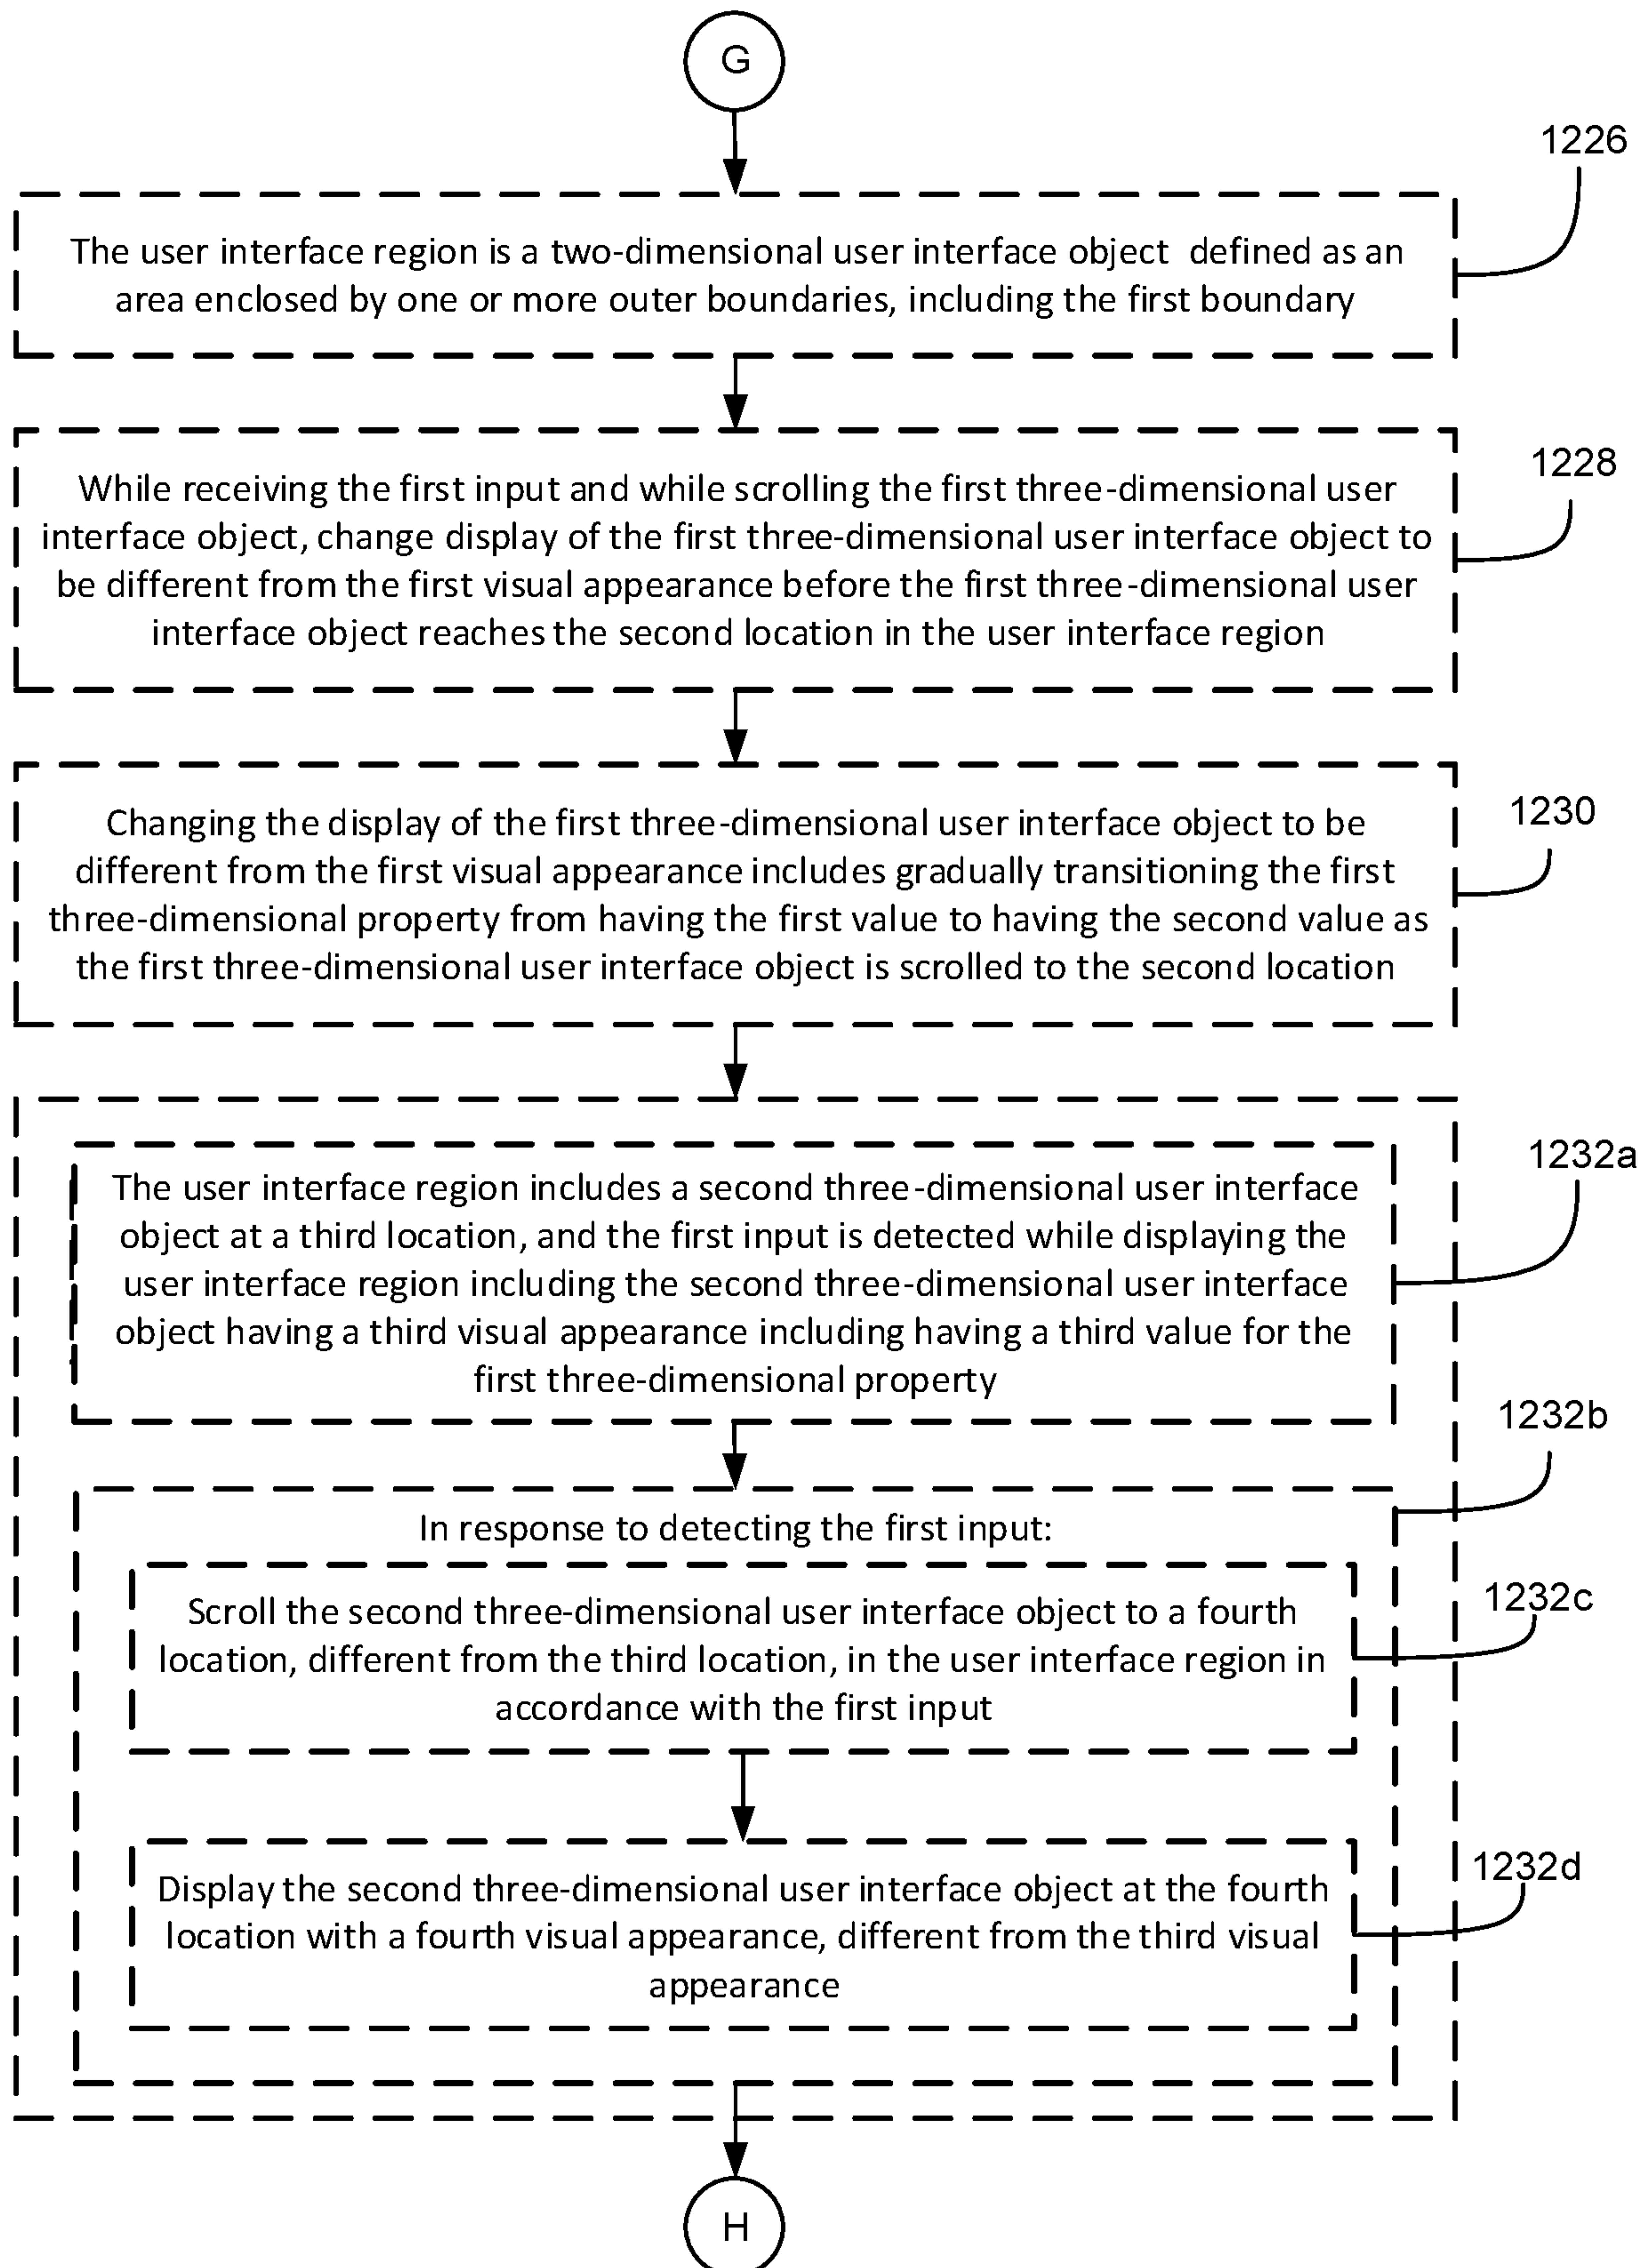 G
1226
The user interface region is a two-dimensional user interface object defined as an
area enclosed by one or more outer boundaries, including the first boundary
1228
While receiving the first input and while scrolling the first three-dimensional user
interface object, change display of the first three-dimensional user interface object to
be different from the first visual appearance before the first three-dimensional user
interface object reaches the second location in the user interface region
1230
Changing the display of the first three-dimensional user interface object to be
different from the first visual appearance includes gradually transitioning the first
three-dimensional property from having the first value to having the second value as
the first three-dimensional user interface object is scrolled to the second location
1232a
The user interface region includes a second three-dimensional user interface
object at a third location, and the first input is detected while displaying the
user interface region including the second three-dimensional user interface
object having a third visual appearance including having a third value for the
first three-dimensional property
1232b
In response to detecting the first input:
1232c
Scroll the second three-dimensional user interface object to a fourth
location, different from the third location, in the user interface region in
accordance with the first input
1232d
Display the second three-dimensional user interface object at the fourth
location with a fourth visual appearance, different from the third visual
appearance
H